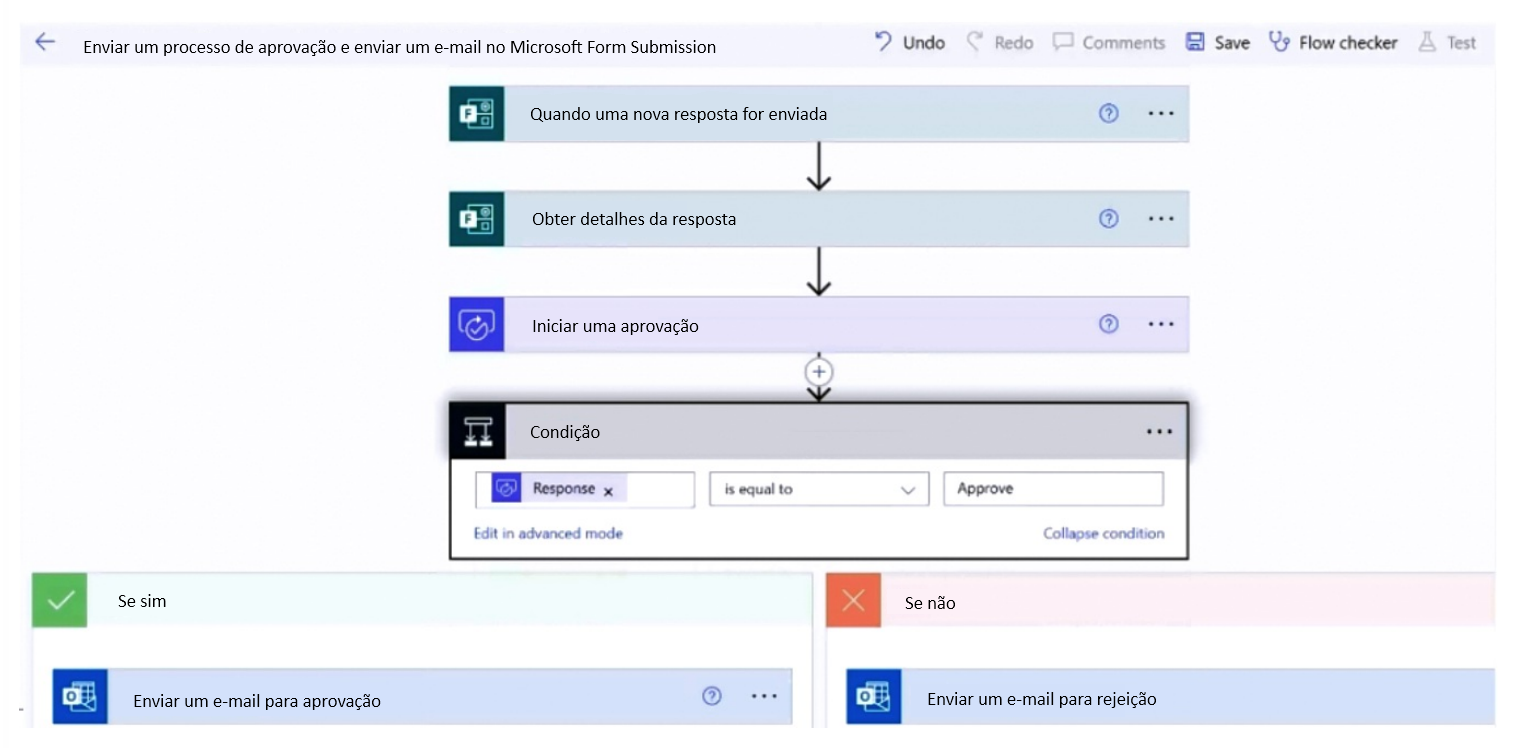 Enviar um processo de aprovação e enviar um e-mail no Microsoft Form Submission
Undo Redo Comments Save Flow checker Test
Quando uma nova resposta for enviada
Obter detalhes da resposta
Iniciar uma aprovação
Condição
Response is equal to Approve
Edit in advanced mode Collapse condition
Se sim Se não
Enviar um e-mail para aprovação Enviar um e-mail para rejeição